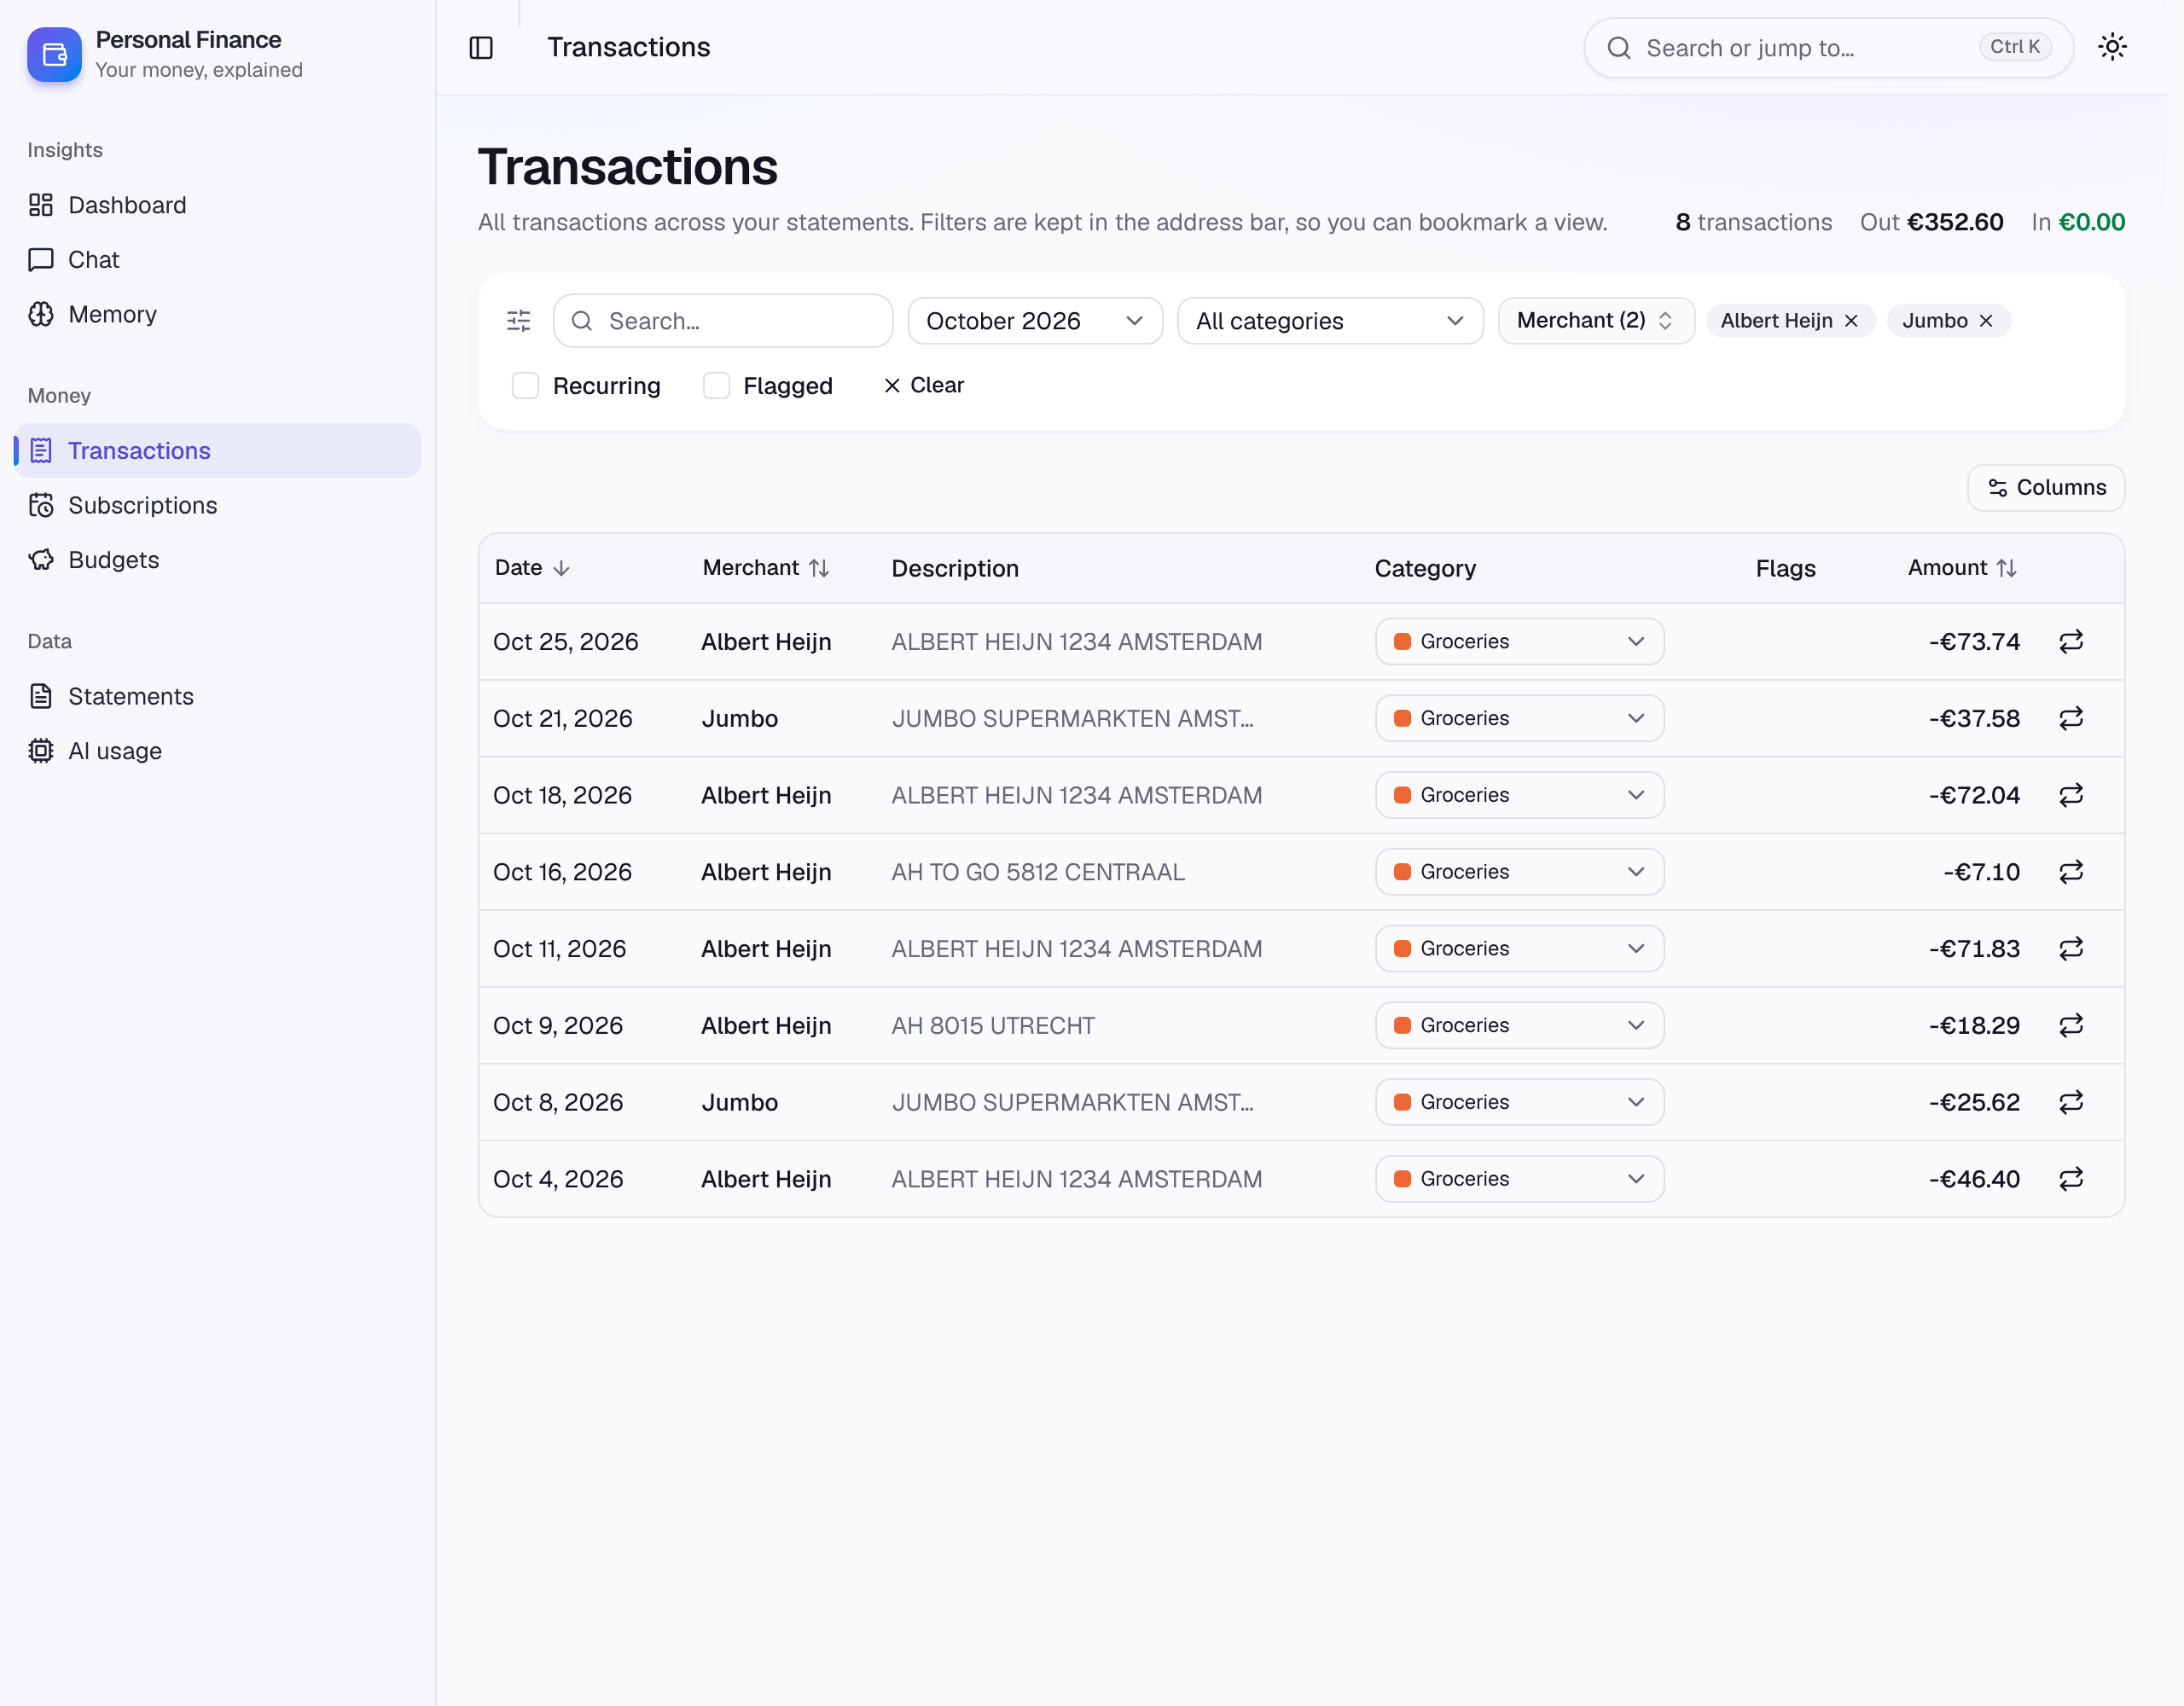 Personal Finance
Your money, explained
Insights
Dashboard
Chat
Memory
Money
Transactions
Subscriptions
Budgets
Data
Statements
AI usage
Transactions
Search or jump to...
Ctrl K
Transactions
All transactions across your statements. Filters are kept in the address bar, so you can bookmark a view.
8 transactions Out €352.60 In €0.00
Search... October 2026 All categories Merchant (2) Albert Heijn Jumbo
Recurring Flagged Clear
Columns
Date Merchant Description Category Flags Amount
Oct 25, 2026 Albert Heijn ALBERT HEIJN 1234 AMSTERDAM Groceries -€73.74
Oct 21, 2026 Jumbo JUMBO SUPERMARKTEN AMST... Groceries -€37.58
Oct 18, 2026 Albert Heijn ALBERT HEIJN 1234 AMSTERDAM Groceries -€72.04
Oct 16, 2026 Albert Heijn AH TO GO 5812 CENTRAAL Groceries -€7.10
Oct 11, 2026 Albert Heijn ALBERT HEIJN 1234 AMSTERDAM Groceries -€71.83
Oct 9, 2026 Albert Heijn AH 8015 UTRECHT Groceries -€18.29
Oct 8, 2026 Jumbo JUMBO SUPERMARKTEN AMST... Groceries -€25.62
Oct 4, 2026 Albert Heijn ALBERT HEIJN 1234 AMSTERDAM Groceries -€46.40